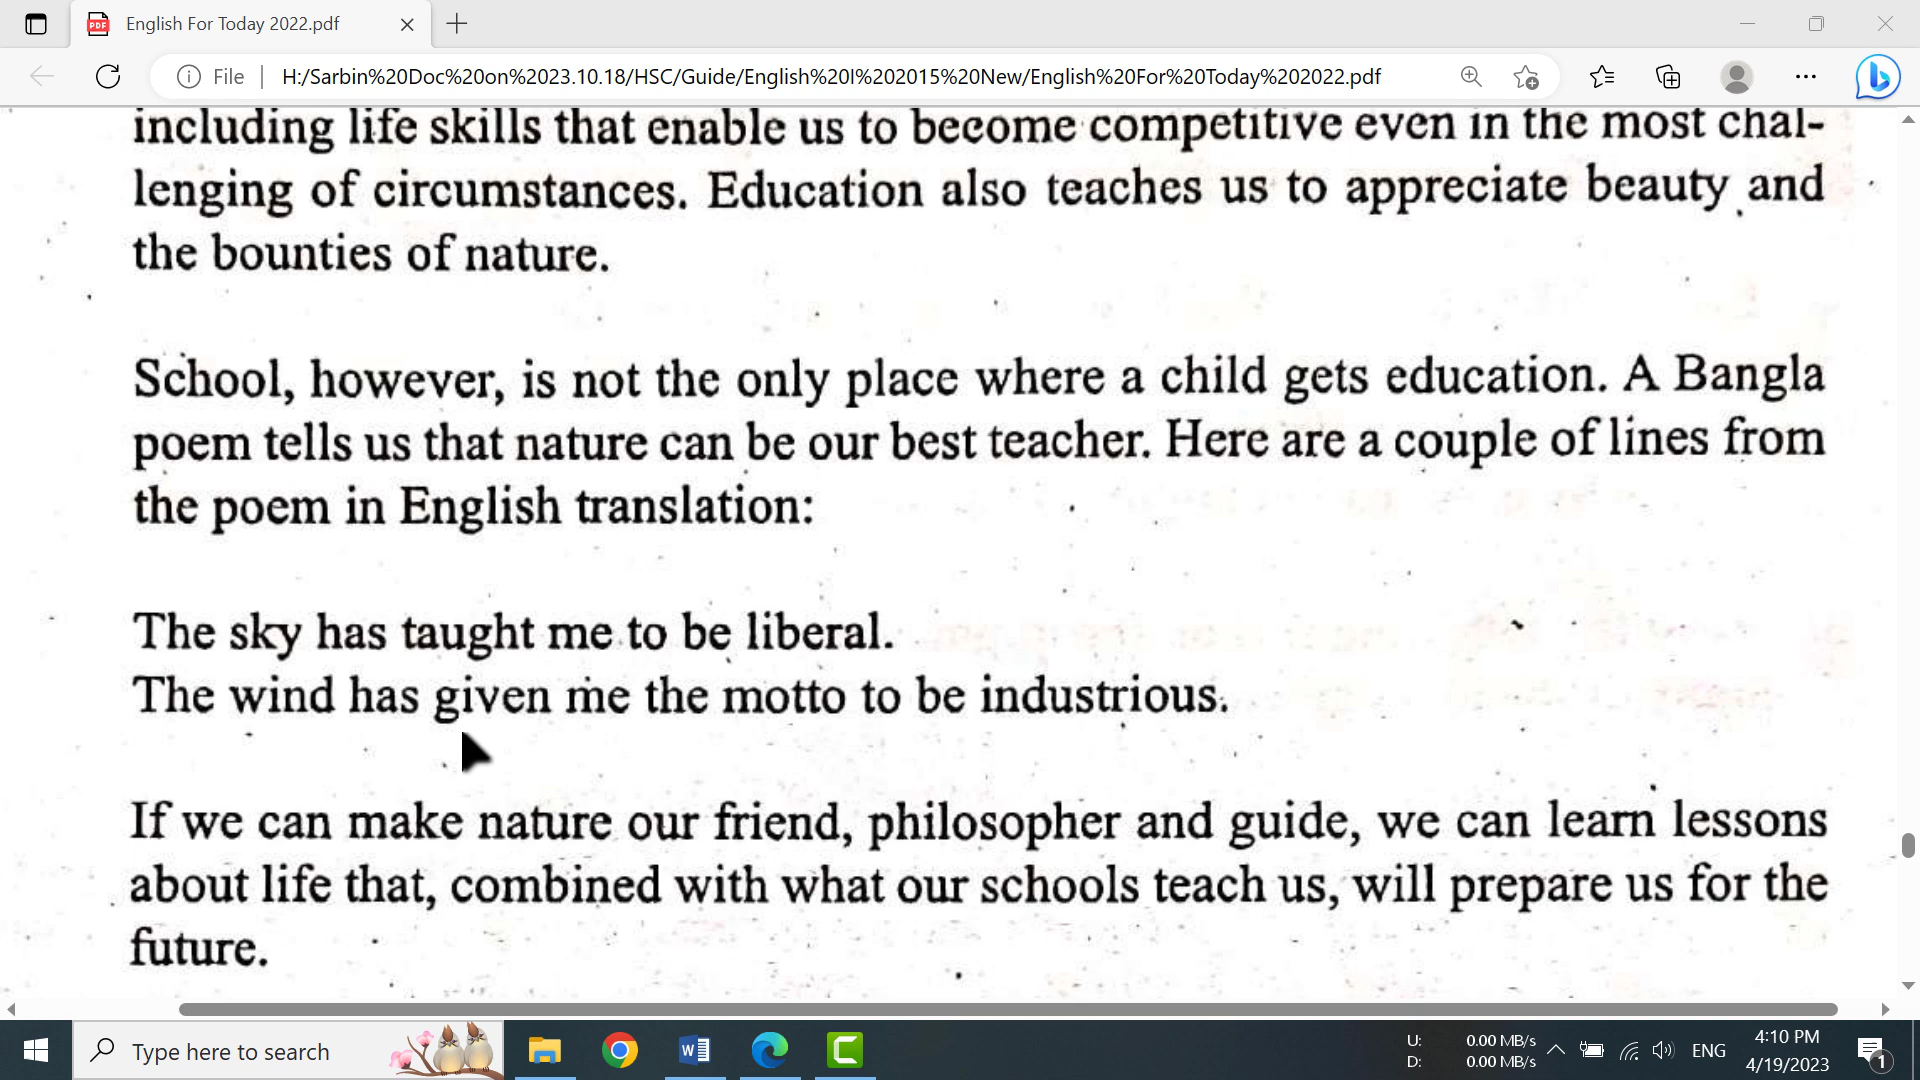 English For Today 2022.pdf
File H:/Sarbin%20Doc%20on%2023.10.18/HSC/Guide/English%20I%202015%20New/English%20For%20Today%202022.pdf
including life skills that enable us to become competitive even in the most chal-
lenging of circumstances. Education also teaches us to appreciate beauty and
the bounties of nature.
School, however, is not the only place where a child gets education. A Bangla
poem tells us that nature can be our best teacher. Here are a couple of lines from
the poem in English translation:
The sky has taught me to be liberal.
The wind has given me the motto to be industrious.
If we can make nature our friend, philosopher and guide, we can learn lessons
about life that, combined with what our schools teach us, will prepare us for the
future.
Type here to search
U: 0.00 MB/s
D: 0.00 MB/s
ENG
4:10 PM
4/19/2023
1